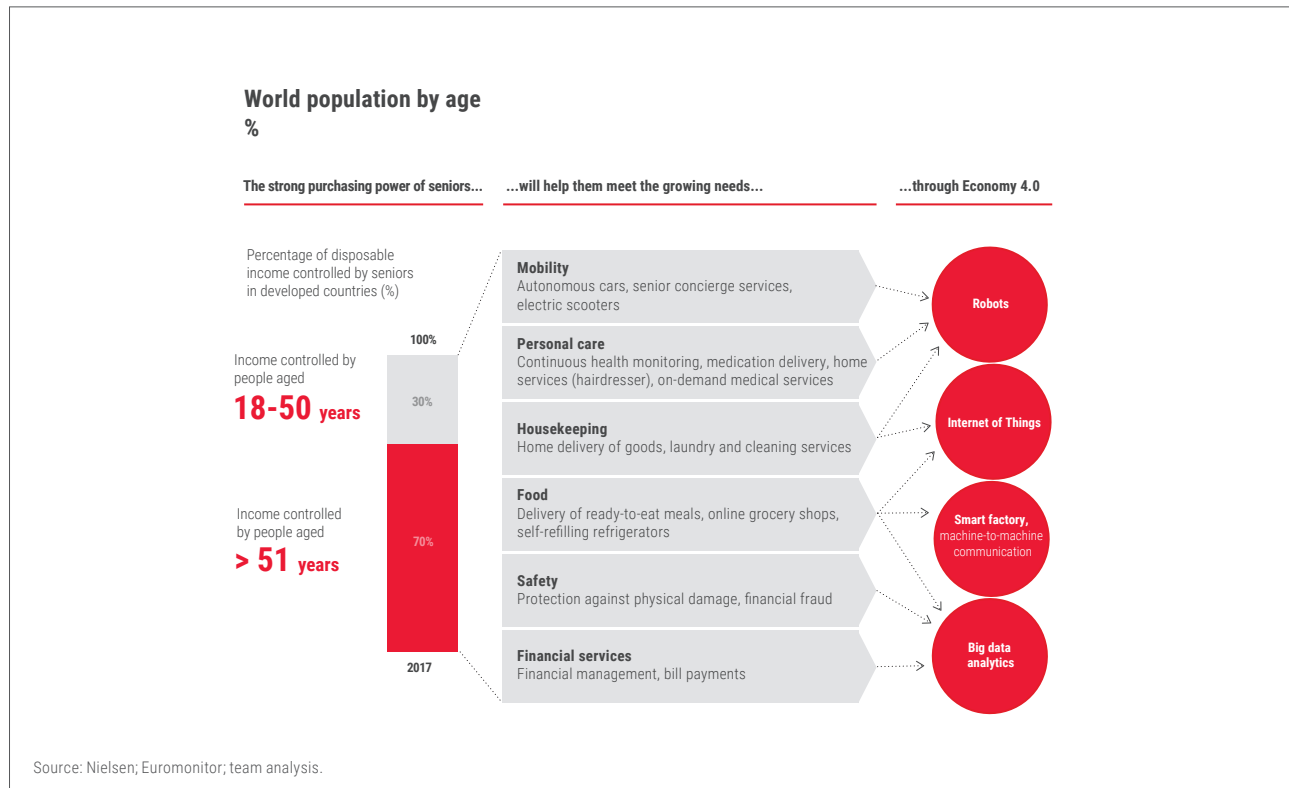 World population by age
%
The strong purchasing power of seniors...
...will help them meet the growing needs...
...through Economy 4.0
Percentage of disposable
income controlled by seniors
in developed countries (%)
100%
Income controlled by
people aged
18-50 years
30%
Income controlled
by people aged
> 51 years
70%
2017
Mobility
Autonomous cars, senior concierge services,
electric scooters
Personal care
Continuous health monitoring, medication delivery, home
services (hairdresser), on-demand medical services
Housekeeping
Home delivery of goods, laundry and cleaning services
Food
Delivery of ready-to-eat meals, online grocery shops,
self-refilling refrigerators
Safety
Protection against physical damage, financial fraud
Financial services
Financial management, bill payments
Robots
Internet of Things
Smart factory,
machine-to-machine
communication
Big data
analytics
Source: Nielsen; Euromonitor; team analysis.